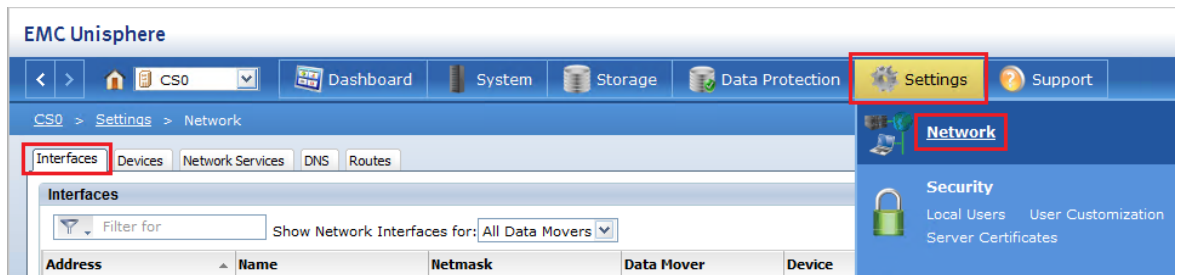 EMC Unisphere
< > CS0 Dashboard System Storage Data Protection Settings Support
CS0 > Settings > Network
Network
Interfaces Devices Network Services DNS Routes
Security
Interfaces
Local Users User Customization
Filter for Show Network Interfaces for: All Data Movers
Server Certificates
Address Name Netmask Data Mover Device